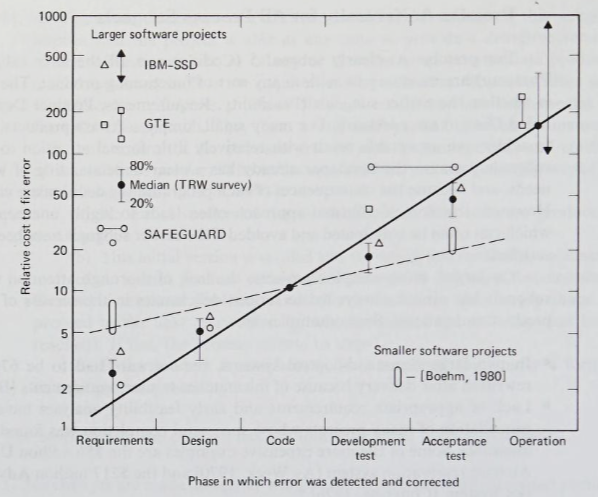 1000
500
200
100
50
20
10
5
2
1
Relative cost to fix error
Larger software projects
IBM-SSD
GTE
80%
Median (TRW survey)
20%
SAFEGUARD
Smaller software projects
– [Boehm, 1980]
Requirements
Design
Code
Development test
Acceptance test
Operation
Phase in which error was detected and corrected